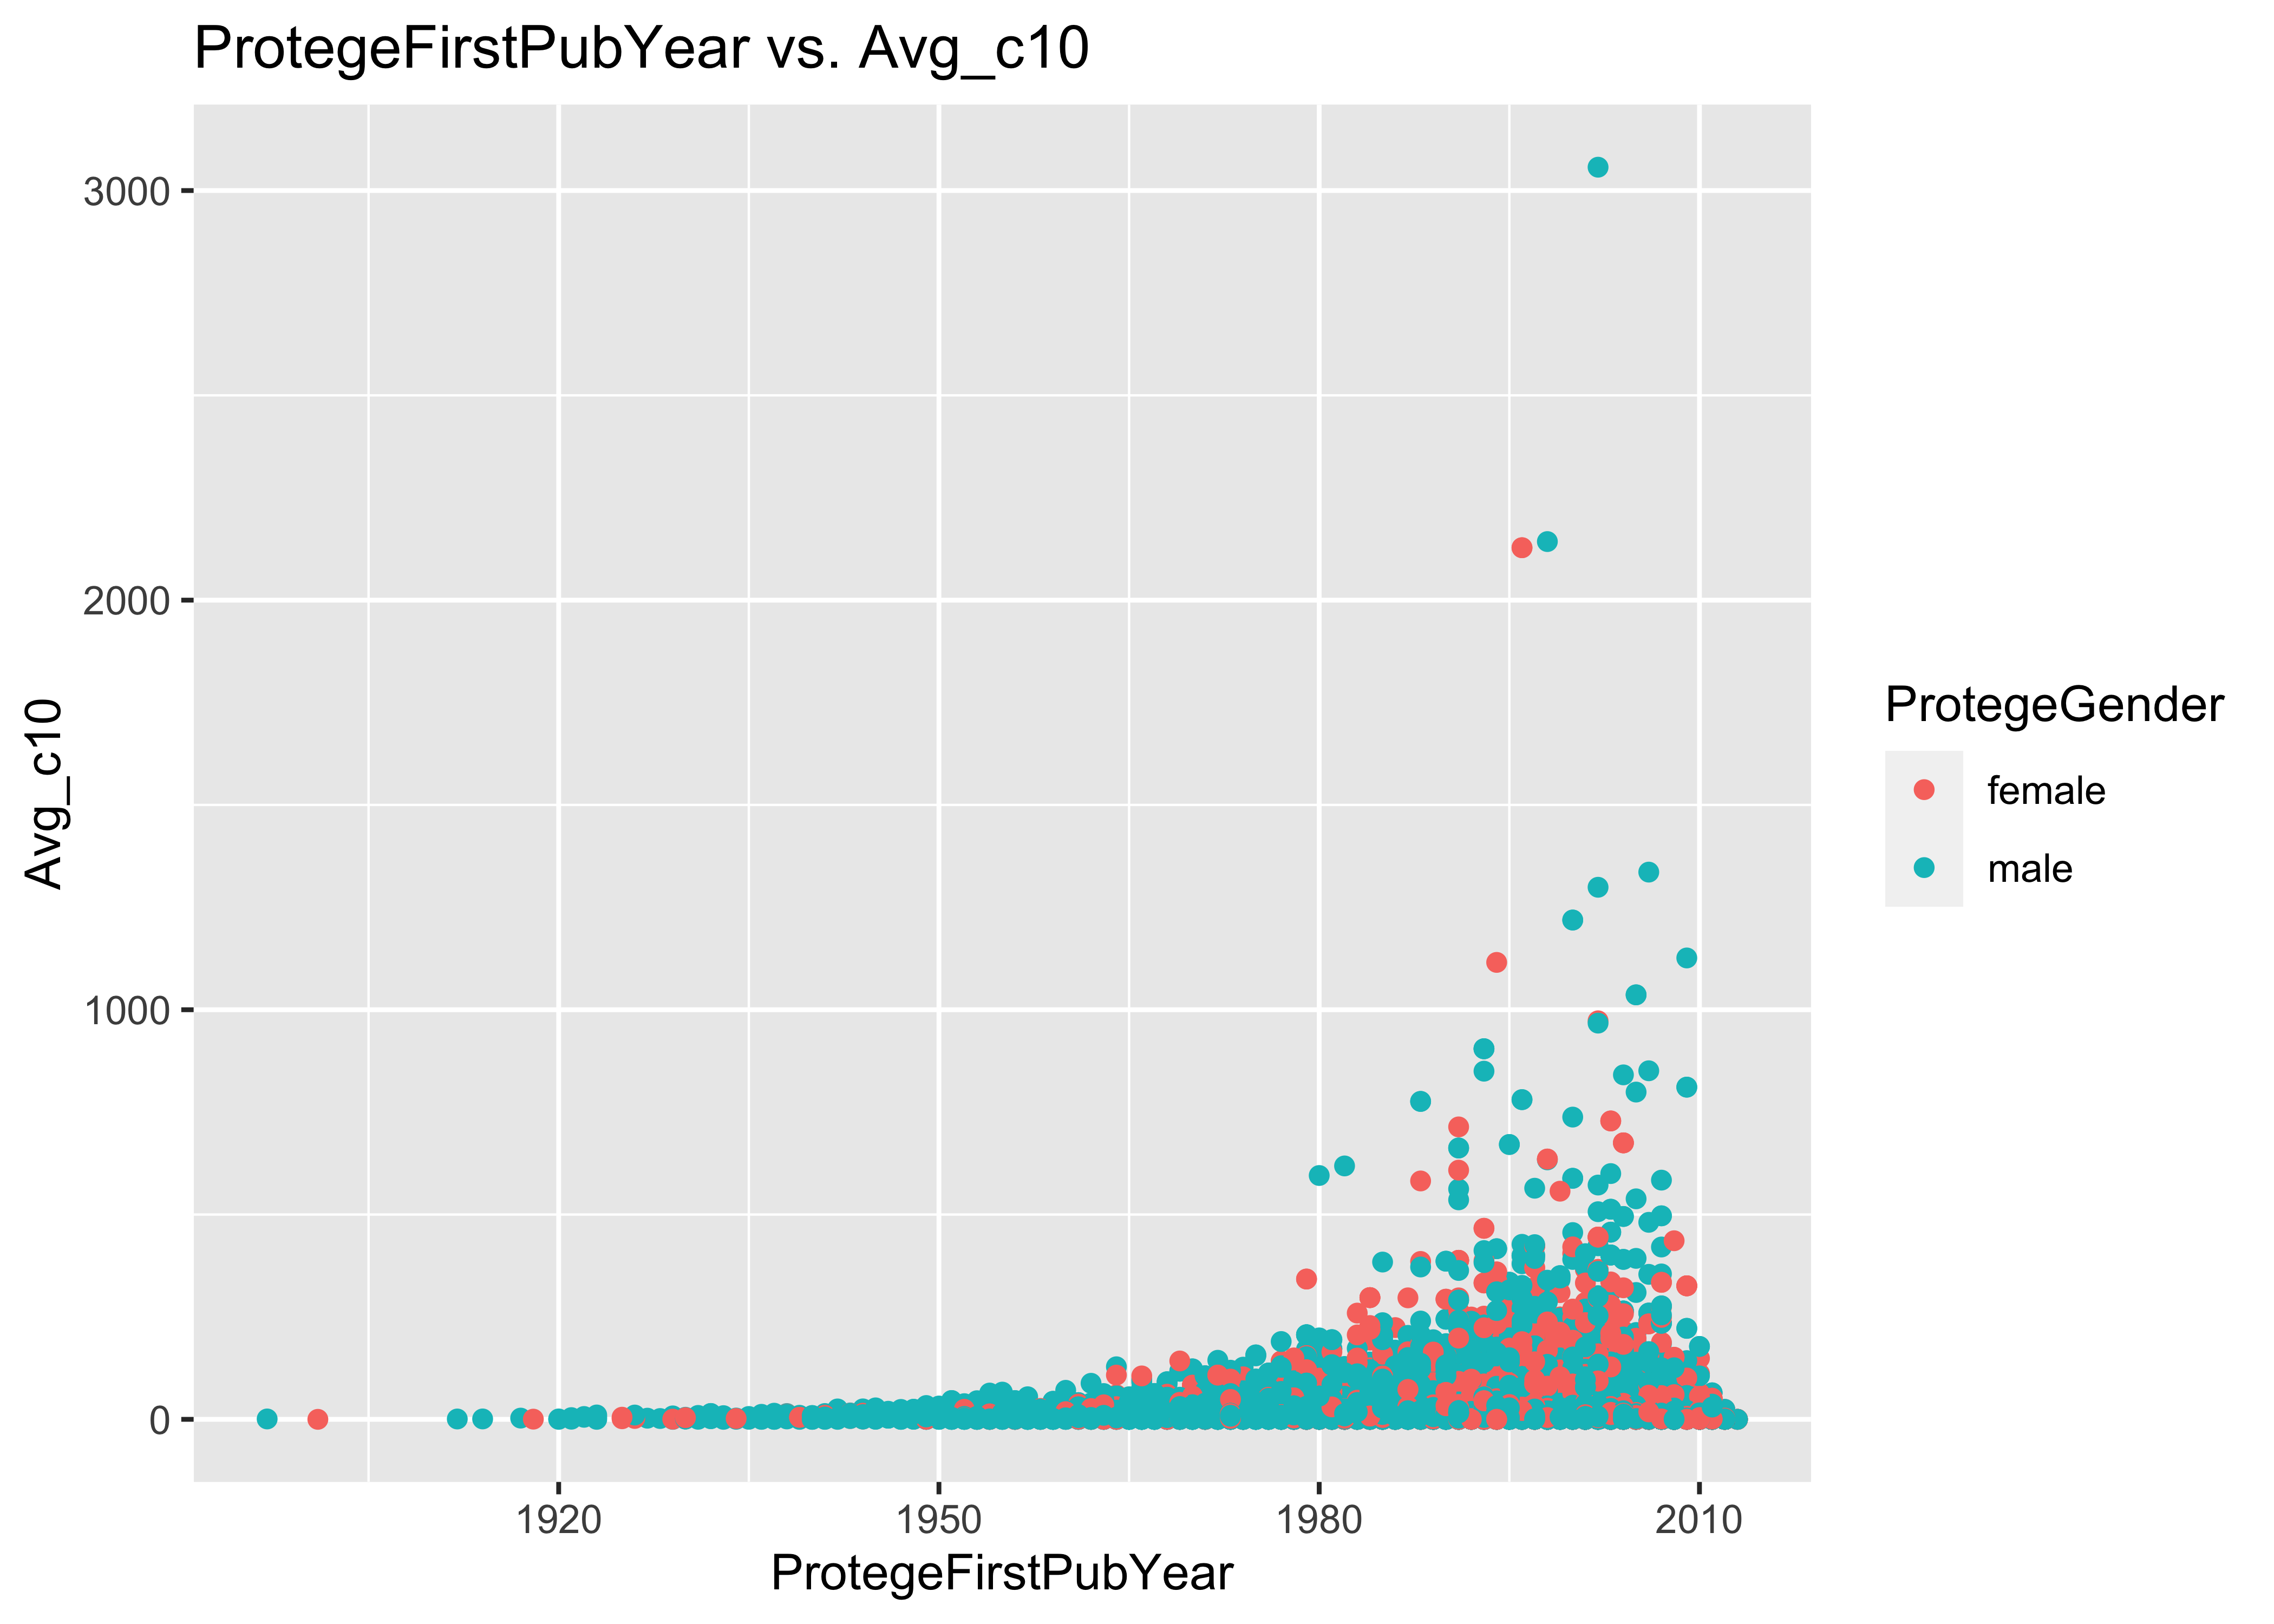 ProtegeFirstPubYear vs. Avg_c10
3000
2000
1000
0
Avg_c10
1920
1950
1980
2010
ProtegeFirstPubYear
ProtegeGender
female
male